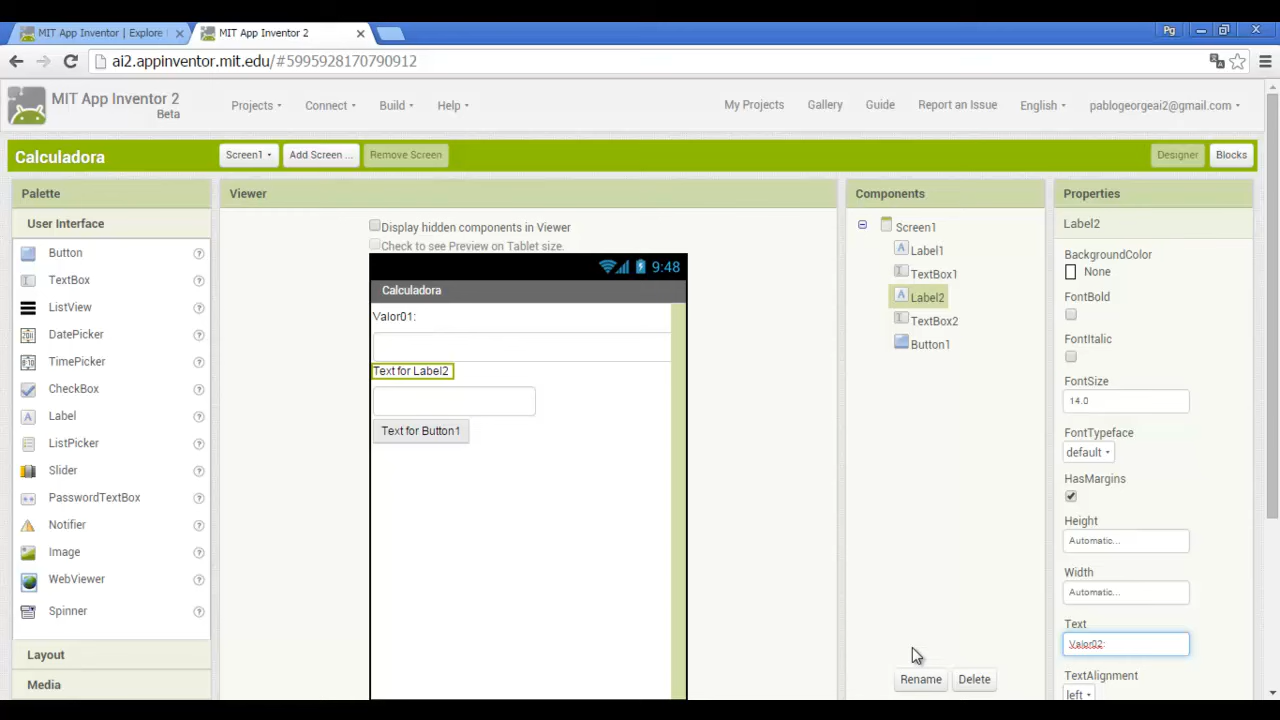 MIT App Inventor | Explore
MIT App Inventor 2
Pg
ai2.appinventor.mit.edu/#5995928170790912
MIT App Inventor 2
Beta
Projects
Connect
Build
Help
My Projects
Gallery
Guide
Report an Issue
English
pablogeorgeai2@gmail.com
Calculadora
Screen1
Add Screen ...
Remove Screen
Designer
Blocks
Palette
User Interface
Button
TextBox
ListView
DatePicker
TimePicker
CheckBox
Label
ListPicker
Slider
PasswordTextBox
Notifier
Image
WebViewer
Spinner
Layout
Media
Viewer
Display hidden components in Viewer
Check to see Preview on Tablet size.
9:48
Calculadora
Valor01:
Text for Label2
Text for Button1
Components
Screen1
Label1
TextBox1
Label2
TextBox2
Button1
Rename
Delete
Properties
Label2
BackgroundColor
None
FontBold
FontItalic
FontSize
14.0
FontTypeface
default
HasMargins
Height
Automatic...
Width
Automatic...
Text
Valor02:
TextAlignment
left